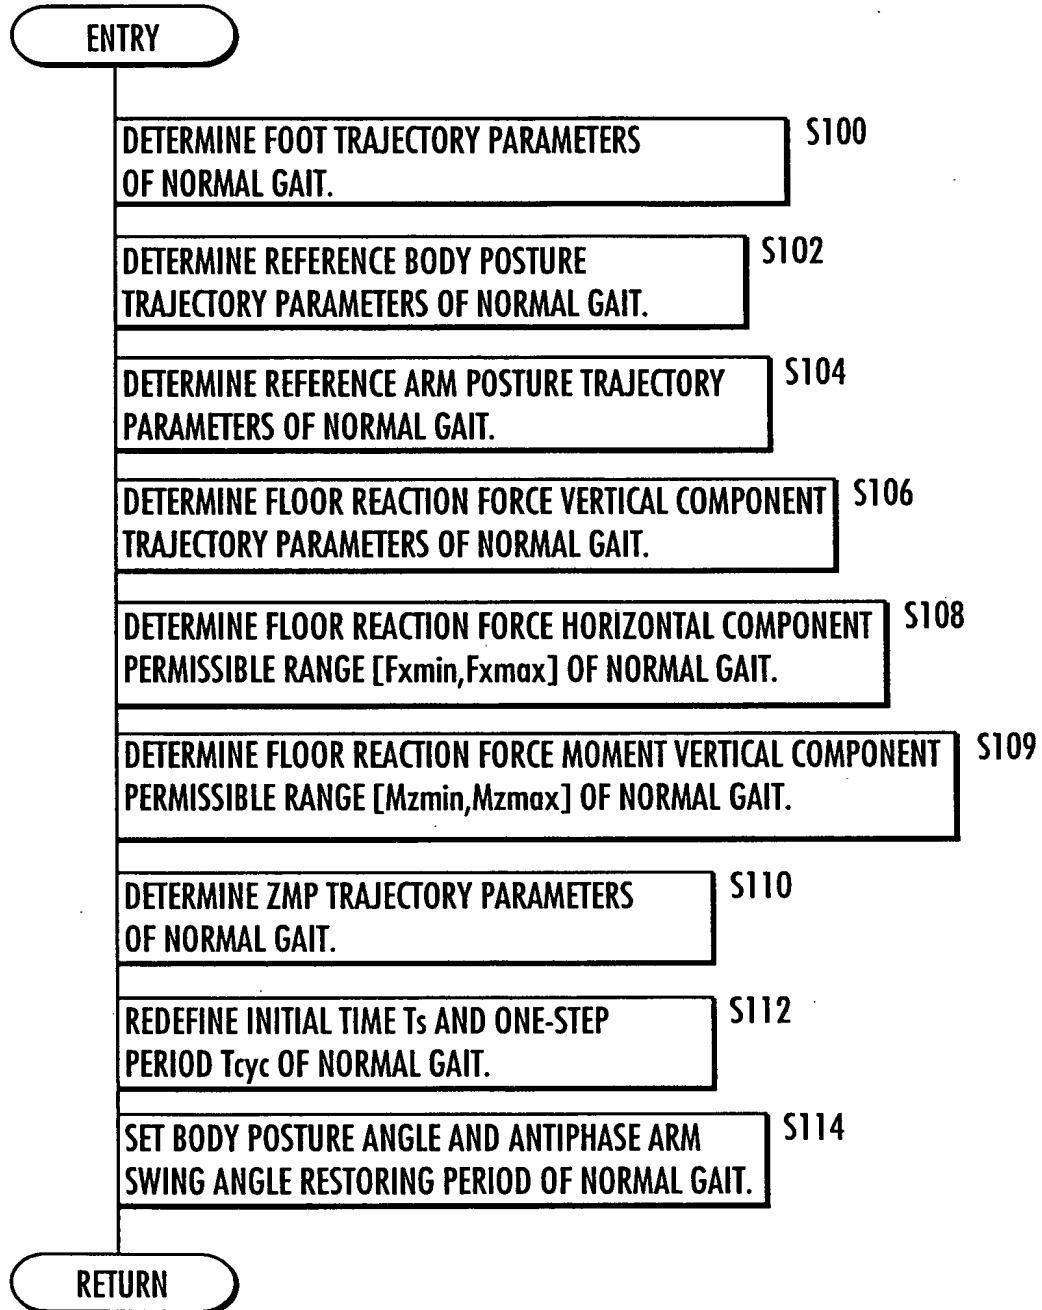 ENTRY
DETERMINE FOOT TRAJECTORY PARAMETERS
OF NORMAL GAIT.
S100
DETERMINE REFERENCE BODY POSTURE
TRAJECTORY PARAMETERS OF NORMAL GAIT.
S102
DETERMINE REFERENCE ARM POSTURE TRAJECTORY
PARAMETERS OF NORMAL GAIT.
S104
DETERMINE FLOOR REACTION FORCE VERTICAL COMPONENT
TRAJECTORY PARAMETERS OF NORMAL GAIT.
S106
DETERMINE FLOOR REACTION FORCE HORIZONTAL COMPONENT
PERMISSIBLE RANGE [Fxmin,Fxmax] OF NORMAL GAIT.
S108
DETERMINE FLOOR REACTION FORCE MOMENT VERTICAL COMPONENT
PERMISSIBLE RANGE [Mzmin,Mzmax] OF NORMAL GAIT.
S109
DETERMINE ZMP TRAJECTORY PARAMETERS
OF NORMAL GAIT.
S110
REDEFINE INITIAL TIME Ts AND ONE-STEP
PERIOD Tcyc OF NORMAL GAIT.
S112
SET BODY POSTURE ANGLE AND ANTIPHASE ARM
SWING ANGLE RESTORING PERIOD OF NORMAL GAIT.
S114
RETURN